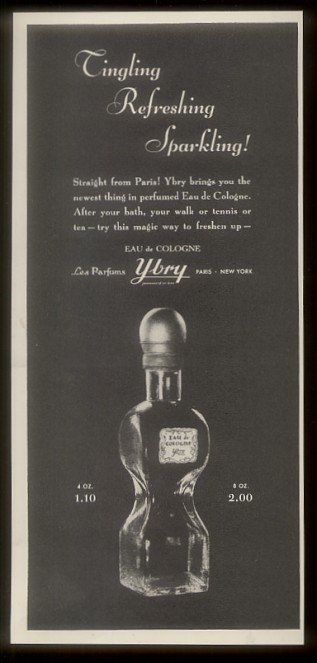 Tingling
Refreshing
Sparkling!
Straight from Paris! Ybry brings you the
newest thing in perfumed Eau de Cologne.
After your bath, your walk or tennis or
tea — try this magic way to freshen up —
EAU de COLOGNE
Les Parfums Ybry PARIS - NEW YORK
4 OZ.
1.10
8 OZ.
2.00
EAU de
COLOGNE
Ybry